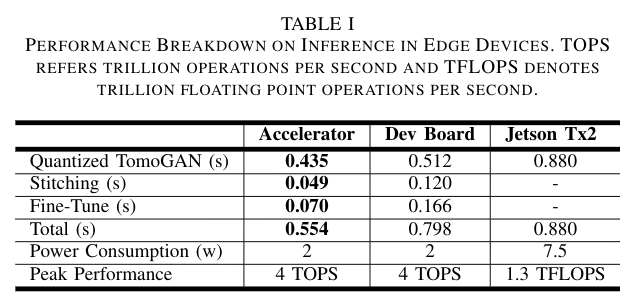 TABLE I
PERFORMANCE BREAKDOWN ON INFERENCE IN EDGE DEVICES. TOPS
REFERS TRILLION OPERATIONS PER SECOND AND TFLOPS DENOTES
TRILLION FLOATING POINT OPERATIONS PER SECOND.
Accelerator Dev Board Jetson Tx2
Quantized TomoGAN (s) 0.435 0.512 0.880
Stitching (s) 0.049 0.120 -
Fine-Tune (s) 0.070 0.166 -
Total (s) 0.554 0.798 0.880
Power Consumption (w) 2 2 7.5
Peak Performance 4 TOPS 4 TOPS 1.3 TFLOPS